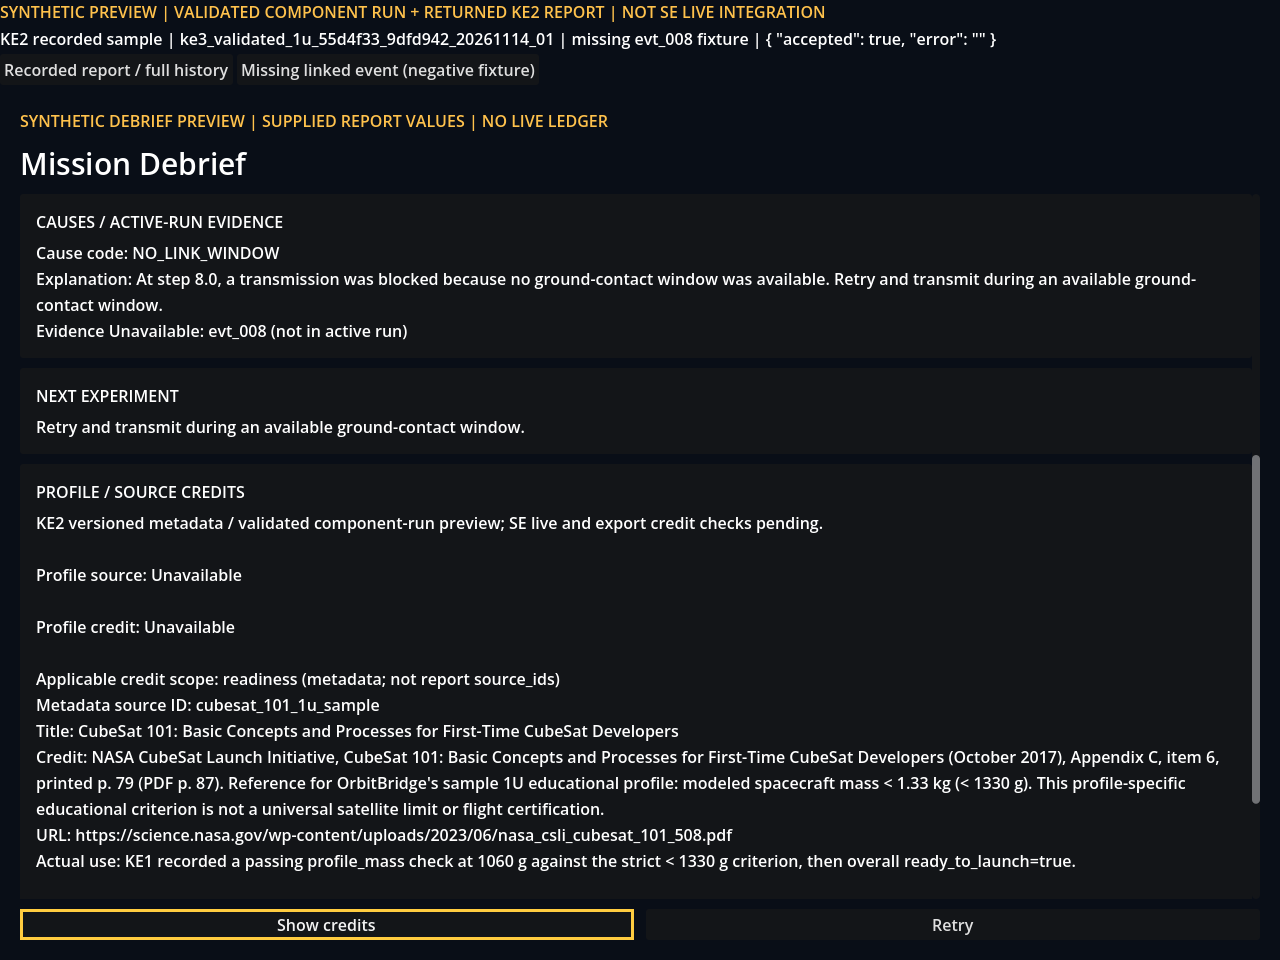 SYNTHETIC PREVIEW | VALIDATED COMPONENT RUN + RETURNED KE2 REPORT | NOT SE LIVE INTEGRATION
KE2 recorded sample | ke3_validated_1u_55d4f33_9dfd942_20261114_01 | missing evt_008 fixture | { "accepted": true, "error": "" }
Recorded report / full history Missing linked event (negative fixture)
SYNTHETIC DEBRIEF PREVIEW | SUPPLIED REPORT VALUES | NO LIVE LEDGER
Mission Debrief
CAUSES / ACTIVE-RUN EVIDENCE
Cause code: NO_LINK_WINDOW
Explanation: At step 8.0, a transmission was blocked because no ground-contact window was available. Retry and transmit during an available ground-
contact window.
Evidence Unavailable: evt_008 (not in active run)
NEXT EXPERIMENT
Retry and transmit during an available ground-contact window.
PROFILE / SOURCE CREDITS
KE2 versioned metadata / validated component-run preview; SE live and export credit checks pending.
Profile source: Unavailable
Profile credit: Unavailable
Applicable credit scope: readiness (metadata; not report source_ids)
Metadata source ID: cubesat_101_1u_sample
Title: CubeSat 101: Basic Concepts and Processes for First-Time CubeSat Developers
Credit: NASA CubeSat Launch Initiative, CubeSat 101: Basic Concepts and Processes for First-Time CubeSat Developers (October 2017), Appendix C, item 6,
printed p. 79 (PDF p. 87). Reference for OrbitBridge's sample 1U educational profile: modeled spacecraft mass < 1.33 kg (< 1330 g). This profile-specific
educational criterion is not a universal satellite limit or flight certification.
URL: https://science.nasa.gov/wp-content/uploads/2023/06/nasa_csli_cubesat_101_508.pdf
Actual use: KE1 recorded a passing profile_mass check at 1060 g against the strict < 1330 g criterion, then overall ready_to_launch=true.
Show credits Retry